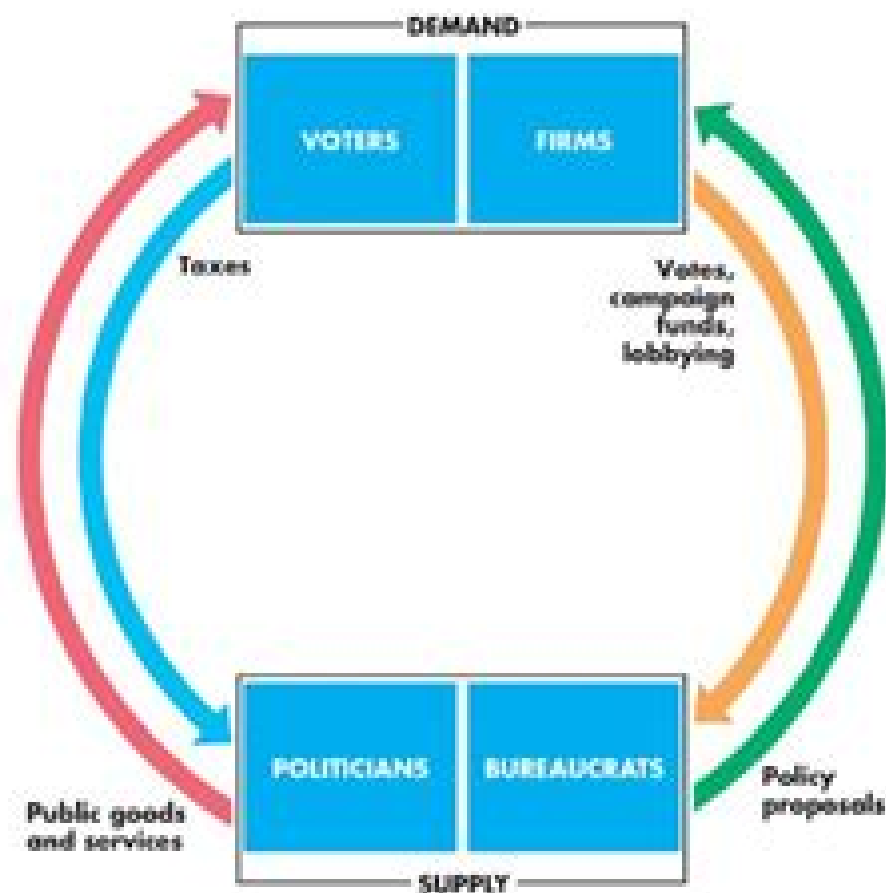 DEMAND
VOTERS
FIRMS
Taxes
Votes,
campaign
funds,
lobbying
POLITICIANS
BUREAUCRATS
Public goods
and services
Policy
proposals
SUPPLY